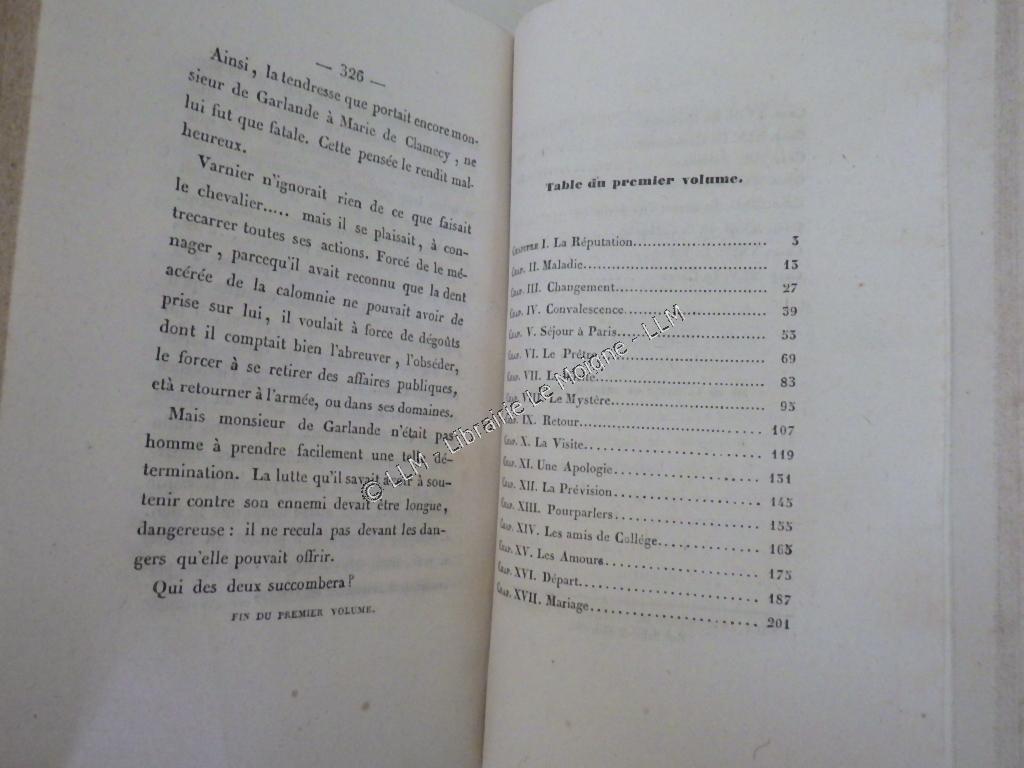 — 326 —
Ainsi, la tendresse que portait encore mon-
sieur de Garlande à Marie de Clamecy, ne
lui fut que fatale. Cette pensée le rendit mal-
heureux.
Varnier n'ignorait rien de ce que faisait
le chevalier..... mais il se plaisait, à con-
trecarrer toutes ses actions. Forcé de le mé-
nager, parcequ'il avait reconnu que la dent
acérée de la calomnie ne pouvait avoir de
prise sur lui, il voulait à force de dégoûts
dont il comptait bien l'abreuver, l'obséder,
le forcer à se retirer des affaires publiques,
età retourner à l'armée, ou dans ses domaines.
Mais monsieur de Garlande n'était pas
homme à prendre facilement une telle dé-
termination. La lutte qu'il savait avoir à sou-
tenir contre son ennemi devait être longue,
dangereuse : il ne recula pas devant les dan-
gers qu'elle pouvait offrir.
Qui des deux succombera?
FIN DU PREMIER VOLUME.
Table du premier volume.
CHAPITRE I. La Réputation 3
CHAP. II. Maladie 13
CHAP. III. Changement 27
CHAP. IV. Convalescence 39
CHAP. V. Séjour à Paris 53
CHAP. VI. Le Prêtre 69
CHAP. VII. 83
CHAP. VIII. Le Mystère 95
CHAP. IX. Retour 107
CHAP. X. La Visite 119
CHAP. XI. Une Apologie 131
CHAP. XII. La Prévision 145
CHAP. XIII. Pourparlers 155
CHAP. XIV. Les amis de Collége 165
CHAP. XV. Les Amours 175
CHAP. XVI. Départ 187
CHAP. XVII. Mariage 201
© LLM - Librairie Le Moigne - LLM